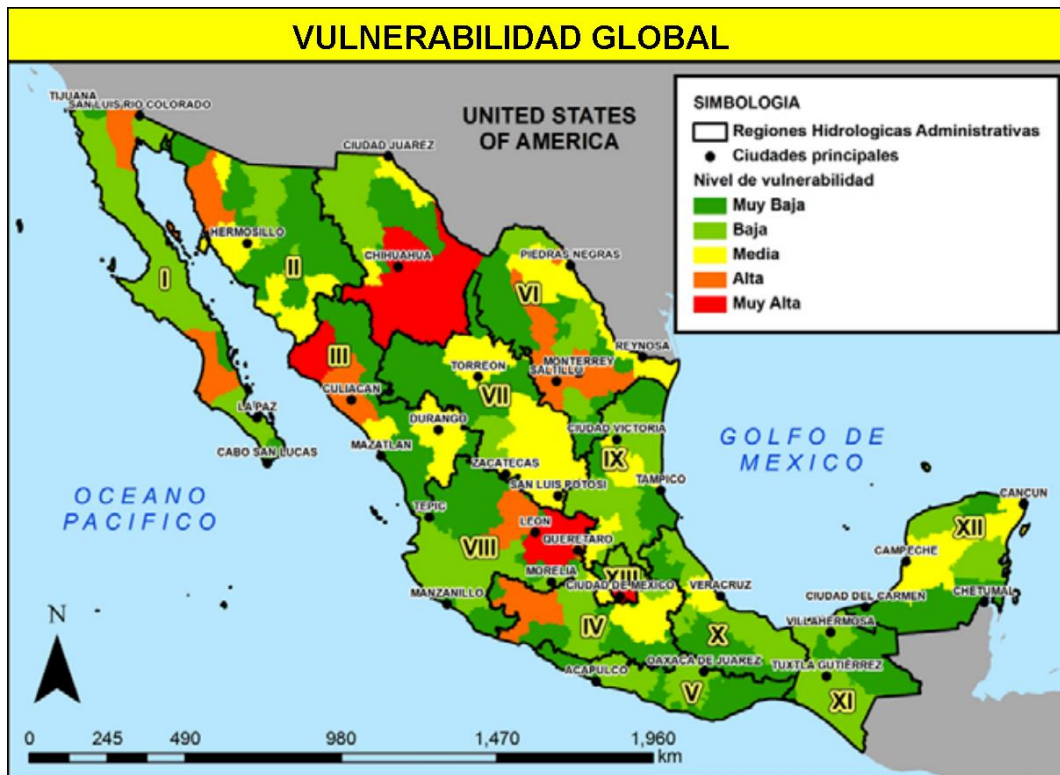 VULNERABILIDAD GLOBAL
TIJUANA
SAN LUIS RIO COLORADO
UNITED STATES
OF AMERICA
CIUDAD JUAREZ
SIMBOLOGIA
Regiones Hidrologicas Administrativas
Ciudades principales
Nivel de vulnerabilidad
Muy Baja
Baja
Media
Alta
Muy Alta
HERMOSILLO
CHIHUAHUA
PIEDRAS NEGRAS
I
II
VI
III
REYNOSA
MONTERREY
SALTILLO
TORREON
VII
CULIACAN
LA PAZ
DURANGO
CIUDAD VICTORIA
GOLFO DE
MEXICO
CABO SAN LUCAS
MAZATLAN
IX
ZACATECAS
SAN LUIS POTOSI
TAMPICO
OCEANO
PACIFICO
TEPIC
LEON
QUERETARO
VIII
CANCUN
XII
CAMPECHE
MORELIA
XIII
CIUDAD DE MEXICO
MANZANILLO
VERACRUZ
CIUDAD DEL CARMEN
CHETUMAL
VILLAHERMOSA
IV
X
OAXACA DE JUAREZ
TUXTLA GUTIÉRREZ
ACAPULCO
V
XI
N
0 245 490 980 1,470 1,960
km